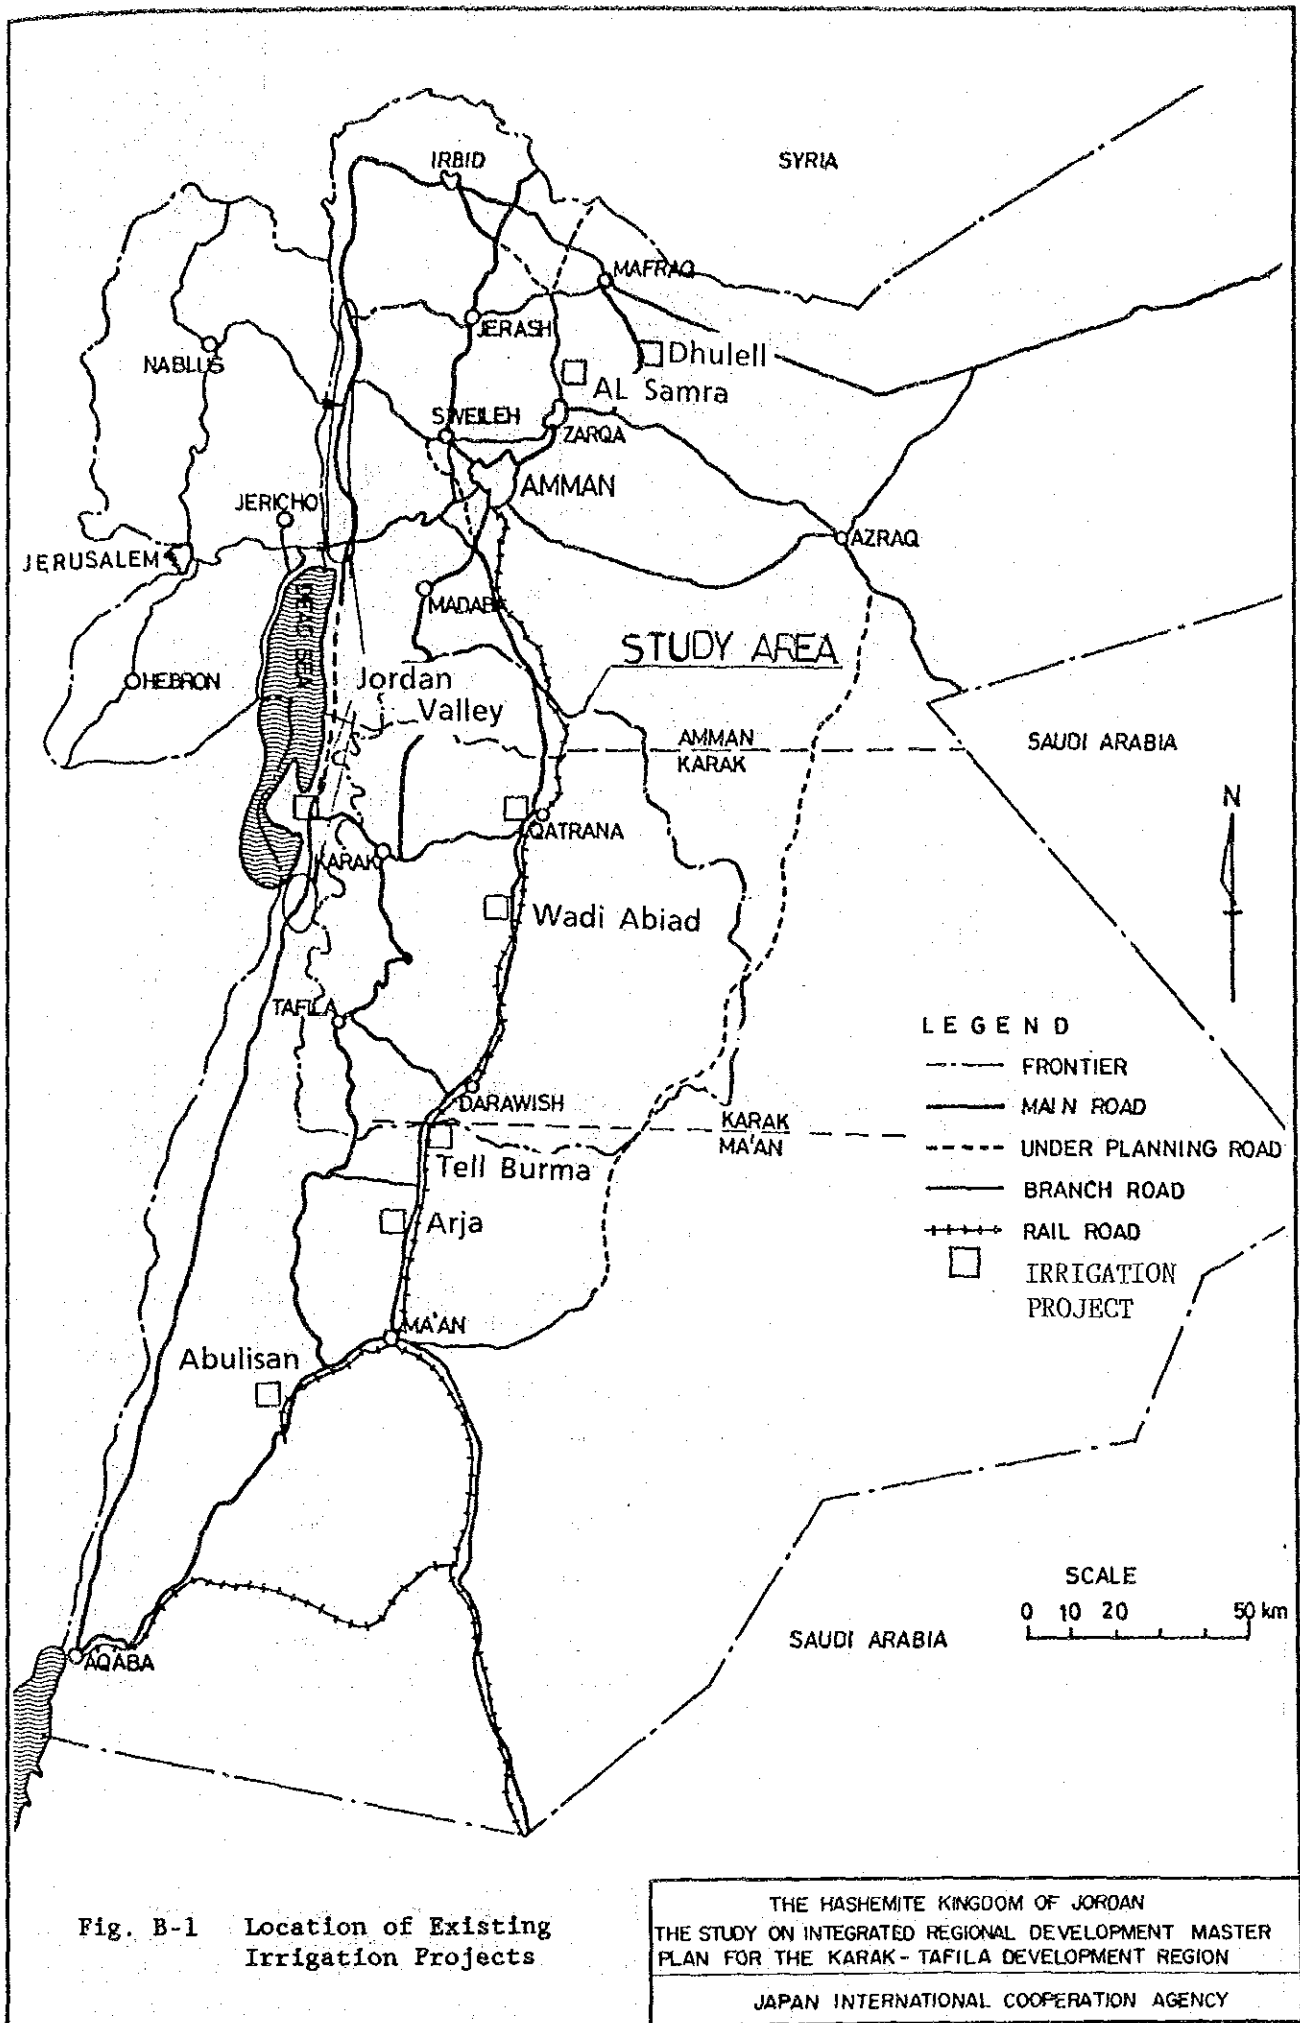 IRBID
SYRIA
MAFRAQ
JERASH
NABLUS
Dhulell
AL Samra
SWEILEH
ZARQA
AMMAN
JERICHO
AZRAQ
JERUSALEM
MADABA
DEAD SEA
STUDY AREA
HEBRON
Jordan
Valley
AMMAN
KARAK
SAUDI ARABIA
N
QATRANA
KARAK
Wadi Abiad
TAFILA
LEGEND
FRONTIER
MAIN ROAD
UNDER PLANNING ROAD
BRANCH ROAD
RAIL ROAD
IRRIGATION
PROJECT
DARAWISH
KARAK
MA'AN
Tell Burma
Arja
MA'AN
Abulisan
SCALE
0 10 20 50 km
SAUDI ARABIA
AQABA
Fig. B-1 Location of Existing
Irrigation Projects
THE HASHEMITE KINGDOM OF JORDAN
THE STUDY ON INTEGRATED REGIONAL DEVELOPMENT MASTER
PLAN FOR THE KARAK - TAFILA DEVELOPMENT REGION
JAPAN INTERNATIONAL COOPERATION AGENCY